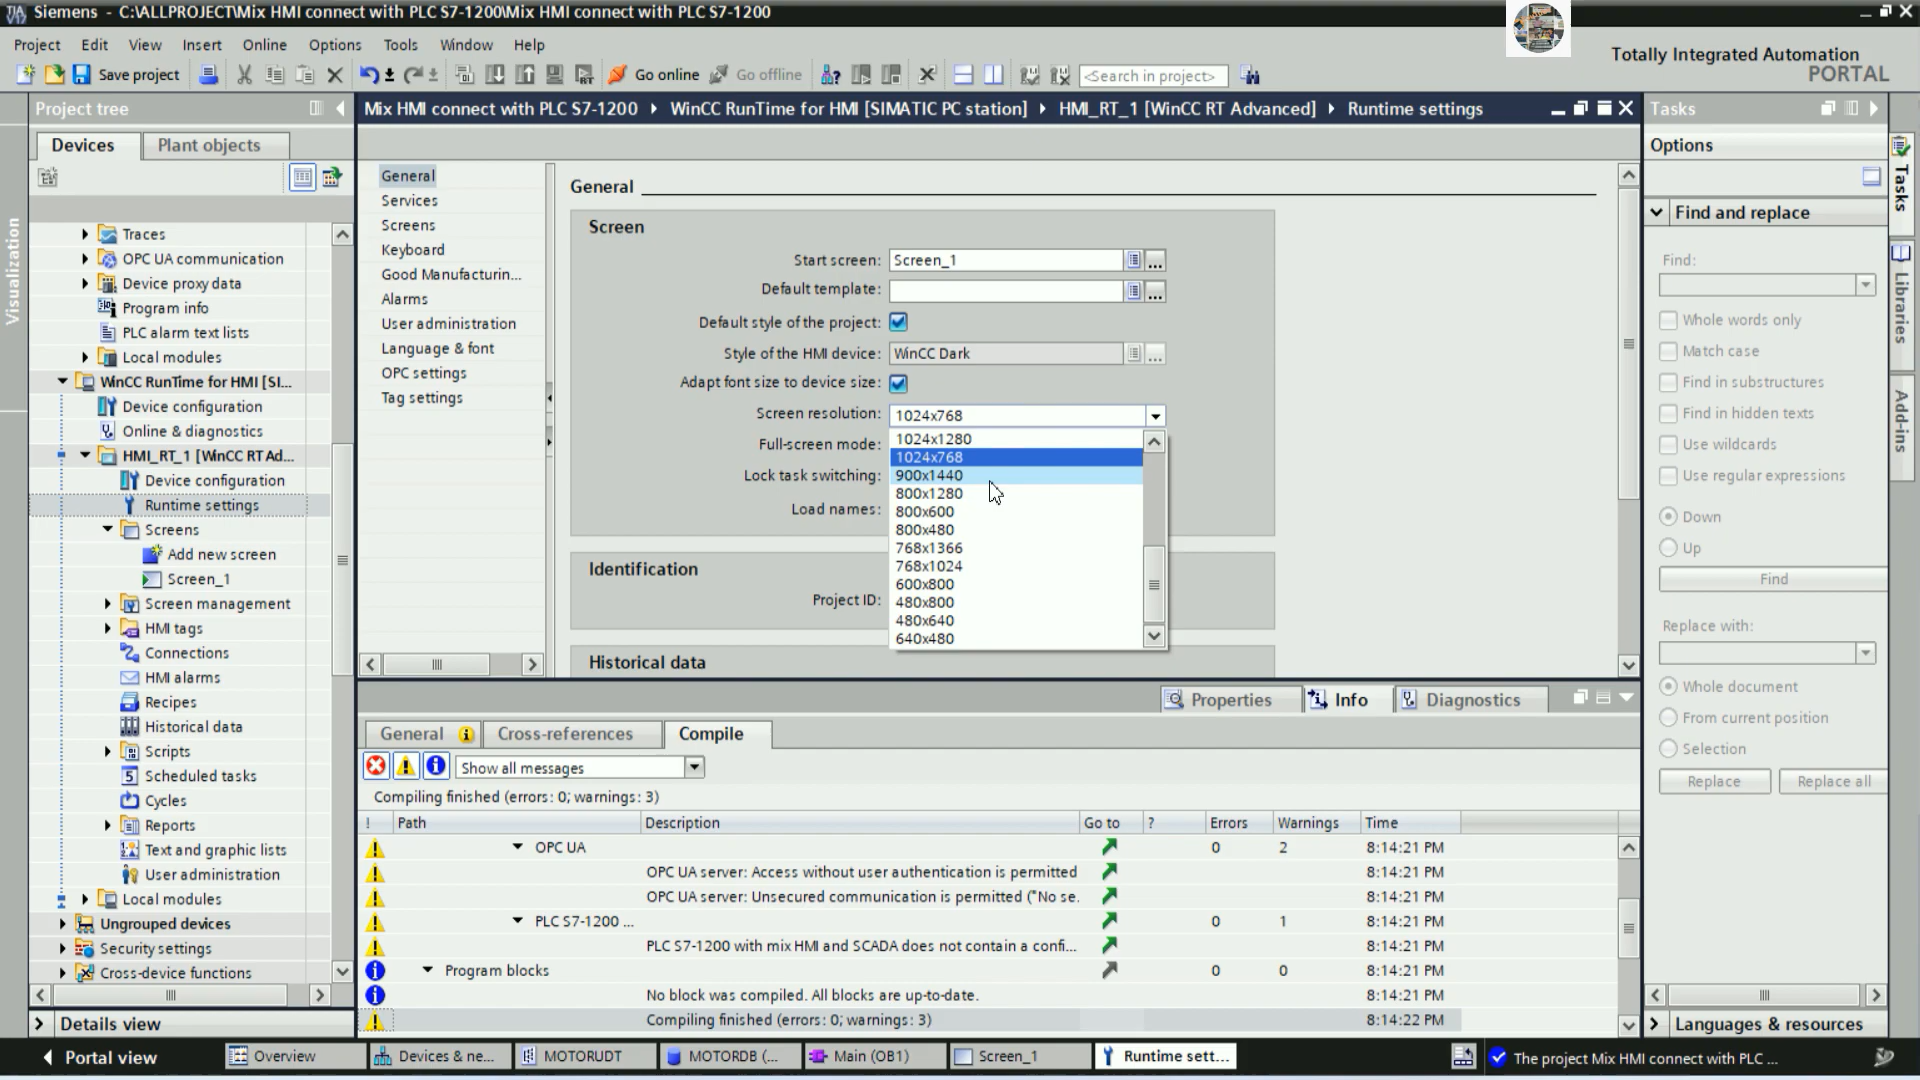 Siemens - C:\ALLPROJECT\Mix HMI connect with PLC S7-1200\Mix HMI connect with PLC S7-1200
Project Edit View Insert Online Options Tools Window Help
Totally Integrated Automation
PORTAL
Save project
Go online
Go offline
<Search in project>
Project tree
Mix HMI connect with PLC S7-1200 WinCC RunTime for HMI [SIMATIC PC station] HMI_RT_1 [WinCC RT Advanced] Runtime settings
Tasks
Devices
Plant objects
Options
Visualization
Traces
OPC UA communication
Device proxy data
Program info
PLC alarm text lists
Local modules
WinCC RunTime for HMI [SI...
Device configuration
Online & diagnostics
HMI_RT_1 [WinCC RT Ad...
Device configuration
Runtime settings
Screens
Add new screen
Screen_1
Screen management
HMI tags
Connections
HMI alarms
Recipes
Historical data
Scripts
Scheduled tasks
Cycles
Reports
Text and graphic lists
User administration
Local modules
Ungrouped devices
Security settings
Cross-device functions
Details view
General
Services
Screens
Keyboard
Good Manufacturin...
Alarms
User administration
Language & font
OPC settings
Tag settings
General
Screen
Start screen: Screen_1
Default template:
Default style of the project:
Style of the HMI device: WinCC Dark
Adapt font size to device size:
Screen resolution: 1024x768
Full-screen mode:
Lock task switching:
Load names:
1024x1280
1024x768
900x1440
800x1280
800x600
800x480
768x1366
768x1024
600x800
480x800
480x640
640x480
Identification
Project ID:
Historical data
Properties
Info
Diagnostics
General
Cross-references
Compile
Show all messages
Compiling finished (errors: 0; warnings: 3)
! Path Description Go to ? Errors Warnings Time
OPC UA 0 2 8:14:21 PM
OPC UA server: Access without user authentication is permitted 8:14:21 PM
OPC UA server: Unsecured communication is permitted ("No se. 8:14:21 PM
PLC S7-1200 ... 0 1 8:14:21 PM
PLC S7-1200 with mix HMI and SCADA does not contain a confi... 8:14:21 PM
Program blocks 0 0 8:14:21 PM
No block was compiled. All blocks are up-to-date. 8:14:21 PM
Compiling finished (errors: 0; warnings: 3) 8:14:22 PM
Find and replace
Find:
Whole words only
Match case
Find in substructures
Find in hidden texts
Use wildcards
Use regular expressions
Down
Up
Find
Replace with:
Whole document
From current position
Selection
Replace
Replace all
Languages & resources
Tasks
Libraries
Add-ins
Portal view
Overview
Devices & ne...
MOTORUDT
MOTORDB (...
Main (OB1)
Screen_1
Runtime sett...
The project Mix HMI connect with PLC ...